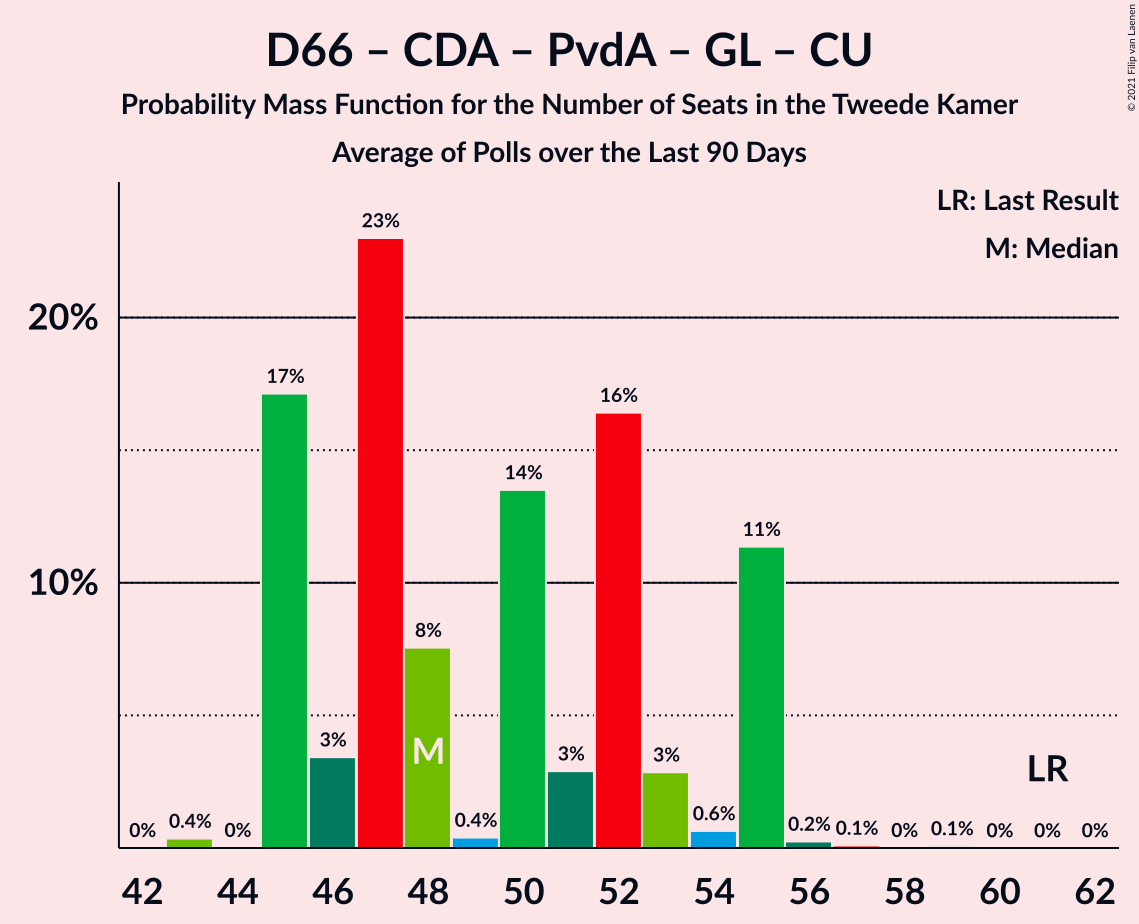 D66 – CDA – PvdA – GL – CU
Probability Mass Function for the Number of Seats in the Tweede Kamer
Average of Polls over the Last 90 Days
© 2021 Filip van Laenen
LR: Last Result
M: Median
20%
10%
0%
0.4%
0%
17%
3%
23%
8%
0.4%
14%
3%
16%
3%
0.6%
11%
0.2%
0.1%
0%
0.1%
0%
0%
0%
M
LR
42 44 46 48 50 52 54 56 58 60 62